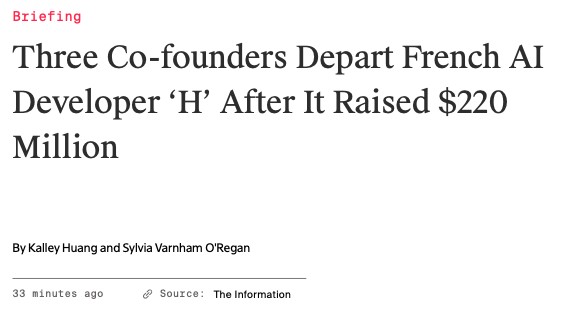 Briefing
Three Co-founders Depart French AI
Developer ‘H’ After It Raised $220
Million
By Kalley Huang and Sylvia Varnham O'Regan
33 minutes ago Source: The Information